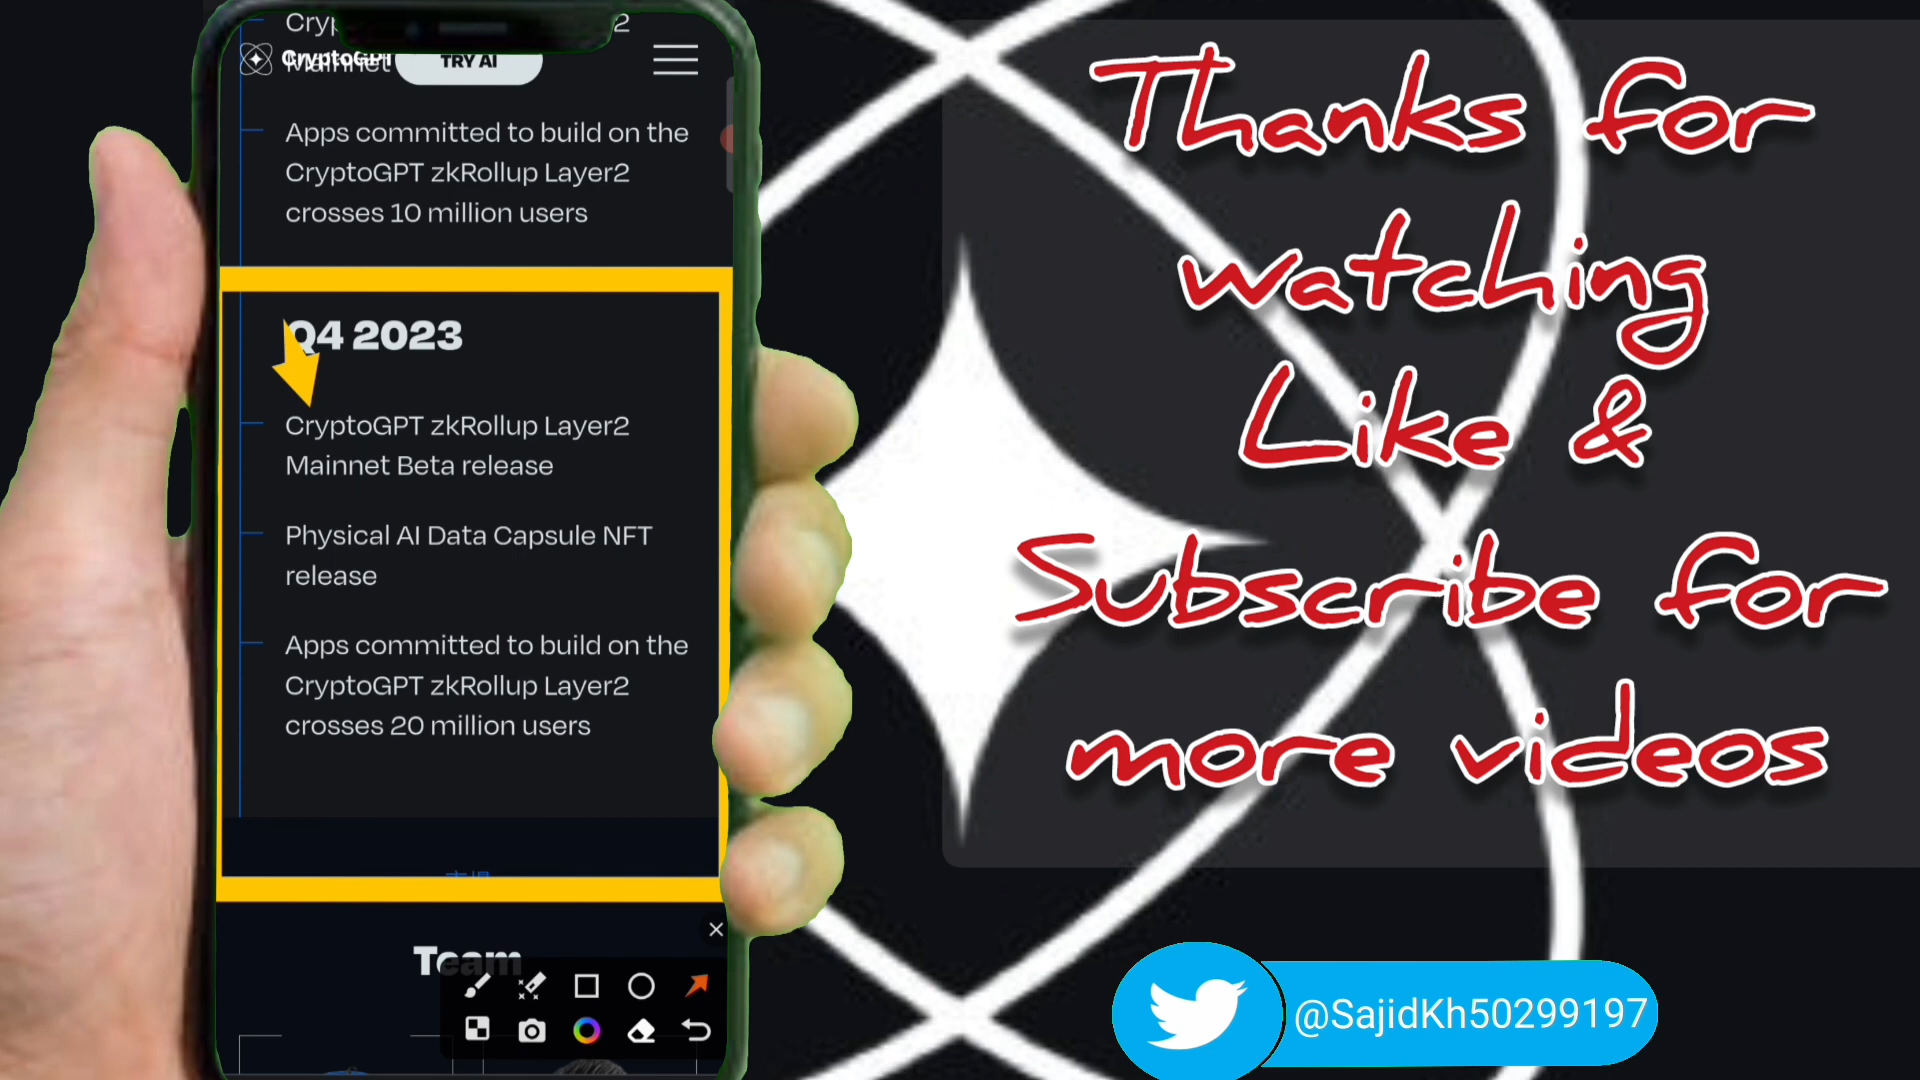 CryptoGPT
TRY AI
Mainnet
Apps committed to build on the
CryptoGPT zkRollup Layer2
crosses 10 million users
Q4 2023
CryptoGPT zkRollup Layer2
Mainnet Beta release
Physical AI Data Capsule NFT
release
Apps committed to build on the
CryptoGPT zkRollup Layer2
crosses 20 million users
Team
Thanks for
watching
Like &
Subscribe for
more videos
@SajidKh50299197